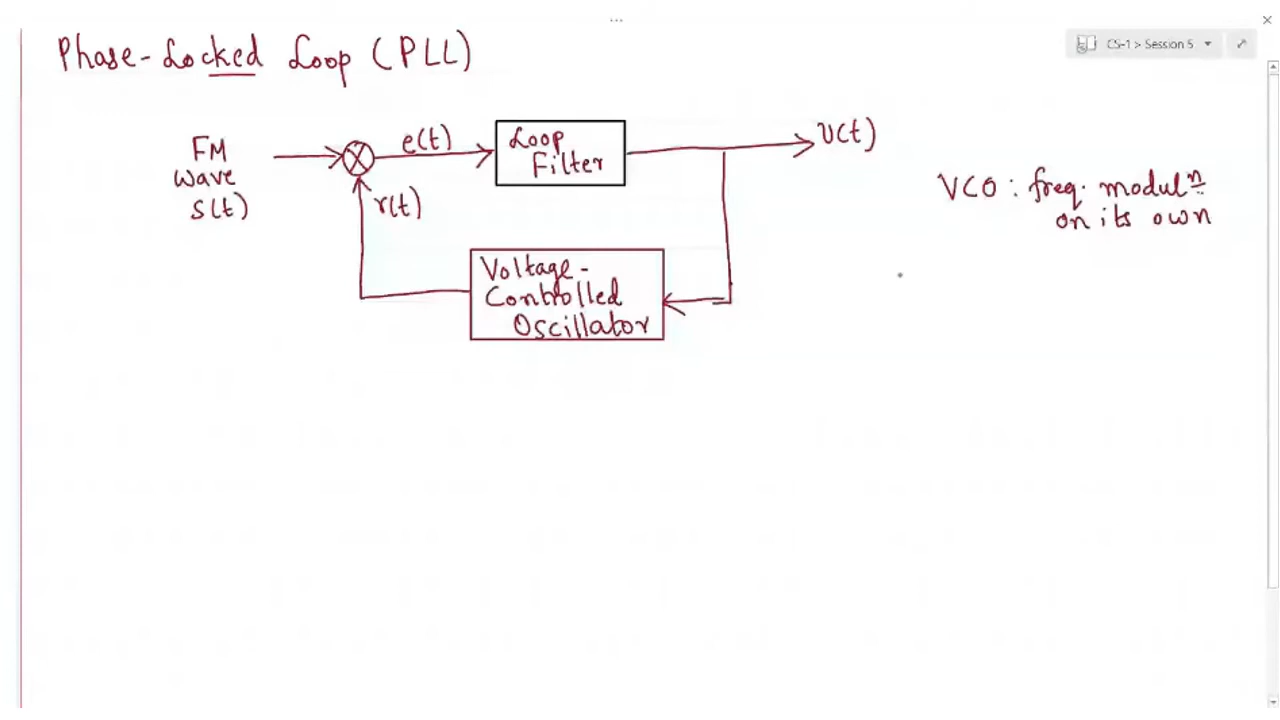 Phase-Locked Loop (PLL)
CS-1 > Session 5
FM
wave
s(t)
e(t)
Loop
Filter
v(t)
r(t)
VCO : freq. modulⁿ
on its own
Voltage-
Controlled
Oscillator